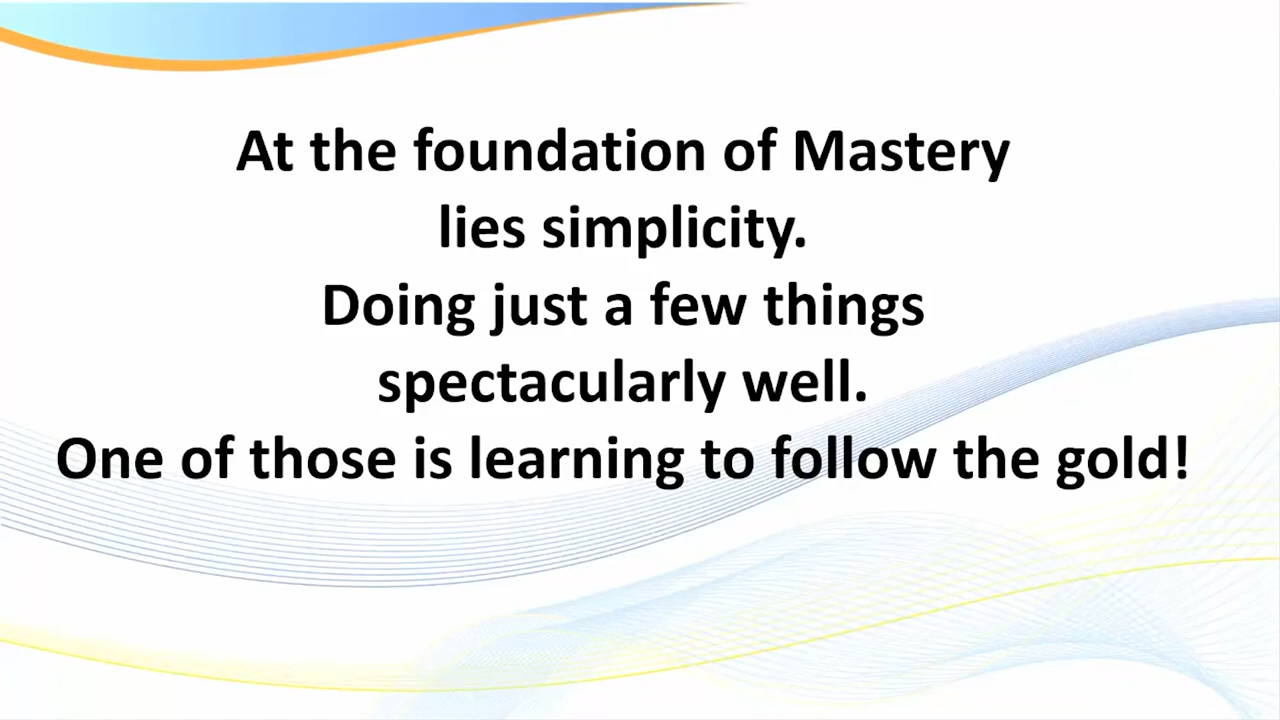 At the foundation of Mastery
lies simplicity.
Doing just a few things
spectacularly well.
One of those is learning to follow the gold!